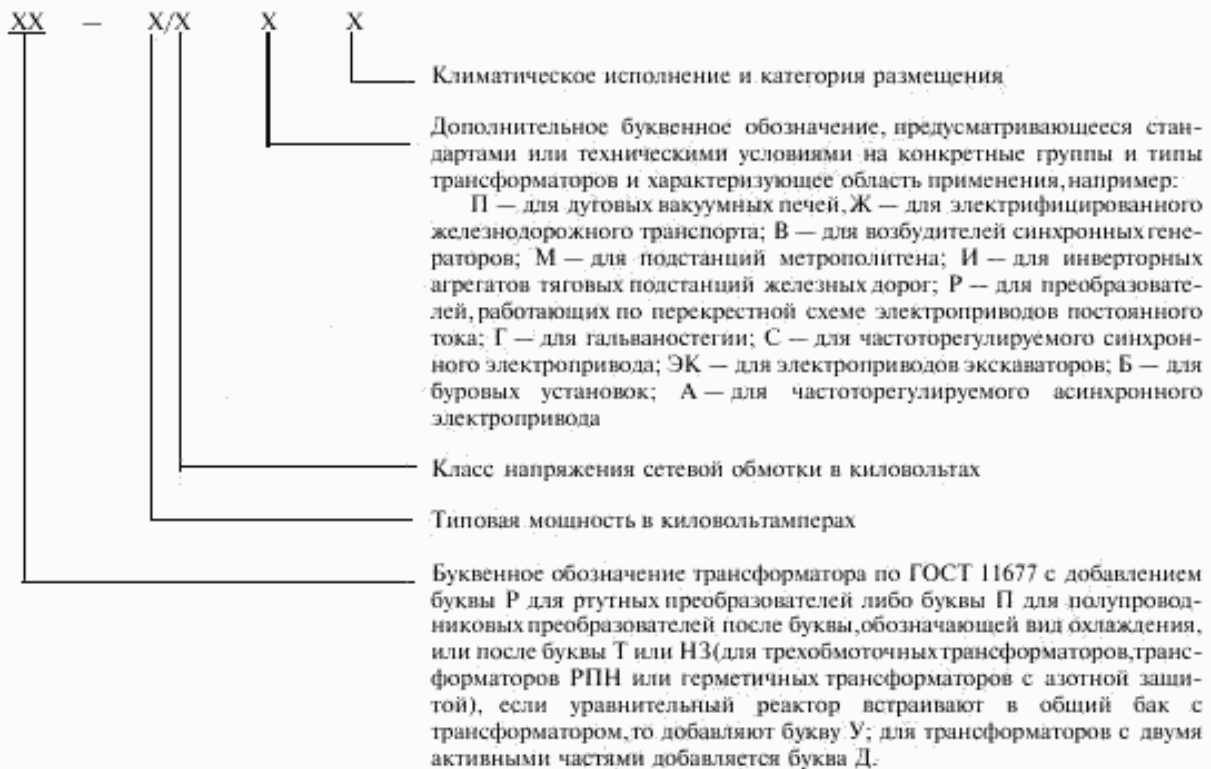 XX — X/X X X
Климатическое исполнение и категория размещения
Дополнительное буквенное обозначение, предусматривающееся стан-
дартами или техническими условиями на конкретные группы и типы
трансформаторов и характеризующее область применения, например:
П — для дуговых вакуумных печей, Ж — для электрифицированного
железнодорожного транспорта; В — для возбудителей синхронных гене-
раторов; М — для подстанций метрополитена; И — для инверторных
агрегатов тяговых подстанций железных дорог; Р — для преобразовате-
лей, работающих по перекрестной схеме электроприводов постоянного
тока; Г — для гальваностегии; С — для частоторегулируемого синхрон-
ного электропривода; ЭК — для электроприводов экскаваторов; Б — для
буровых установок; А — для частоторегулируемого асинхронного
электропривода
Класс напряжения сетевой обмотки в киловольтах
Типовая мощность в киловольтамперах
Буквенное обозначение трансформатора по ГОСТ 11677 с добавлением
буквы Р для ртутных преобразователей либо буквы П для полупровод-
никовых преобразователей после буквы, обозначающей вид охлаждения,
или после буквы Т или НЗ(для трехобмоточных трансформаторов, транс-
форматоров РПН или герметичных трансформаторов с азотной защи-
той), если уравнительный реактор встраивают в общий бак с
трансформатором, то добавляют букву У; для трансформаторов с двумя
активными частями добавляется буква Д.